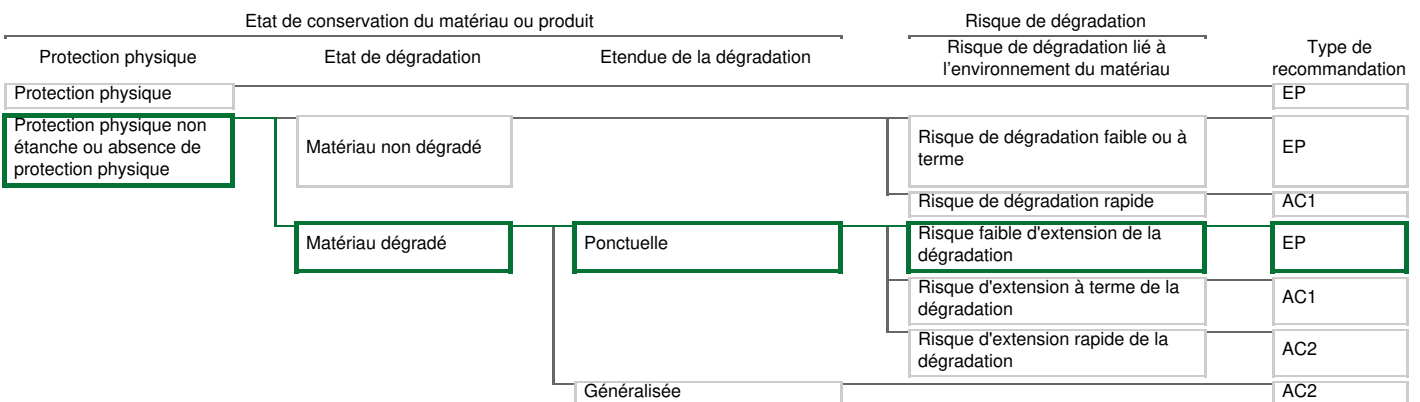 Etat de conservation du matériau ou produit
Risque de dégradation
Protection physique
Etat de dégradation
Etendue de la dégradation
Risque de dégradation lié à
l'environnement du matériau
Type de
recommandation
Protection physique
EP
Protection physique non
étanche ou absence de
protection physique
Matériau non dégradé
Risque de dégradation faible ou à
terme
EP
Risque de dégradation rapide
AC1
Matériau dégradé
Ponctuelle
Risque faible d'extension de la
dégradation
EP
Risque d'extension à terme de la
dégradation
AC1
Risque d'extension rapide de la
dégradation
AC2
Généralisée
AC2